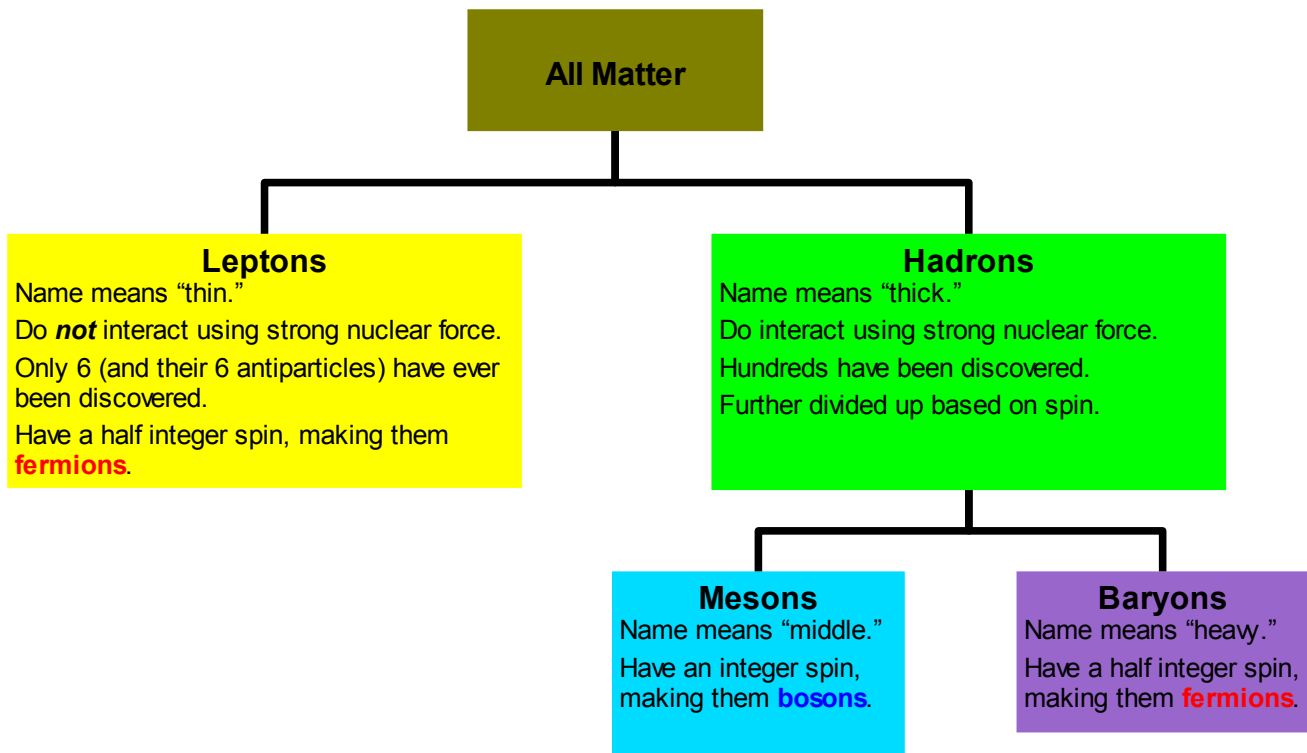 All Matter
Leptons
Name means “thin.”
Do not interact using strong nuclear force.
Only 6 (and their 6 antiparticles) have ever
been discovered.
Have a half integer spin, making them
fermions.
Hadrons
Name means “thick.”
Do interact using strong nuclear force.
Hundreds have been discovered.
Further divided up based on spin.
Mesons
Name means “middle.”
Have an integer spin,
making them bosons.
Baryons
Name means “heavy.”
Have a half integer spin,
making them fermions.